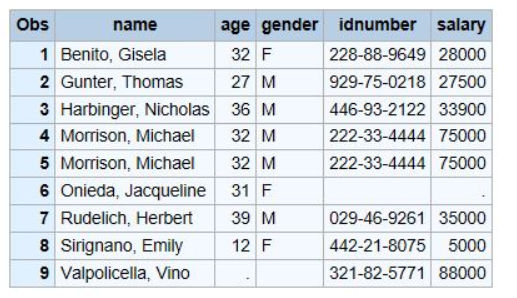 Obs name age gender idnumber salary
1 Benito, Gisela 32 F 228-88-9649 28000
2 Gunter, Thomas 27 M 929-75-0218 27500
3 Harbinger, Nicholas 36 M 446-93-2122 33900
4 Morrison, Michael 32 M 222-33-4444 75000
5 Morrison, Michael 32 M 222-33-4444 75000
6 Onieda, Jacqueline 31 F .
7 Rudelich, Herbert 39 M 029-46-9261 35000
8 Sirignano, Emily 12 F 442-21-8075 5000
9 Valpolicella, Vino . 321-82-5771 88000